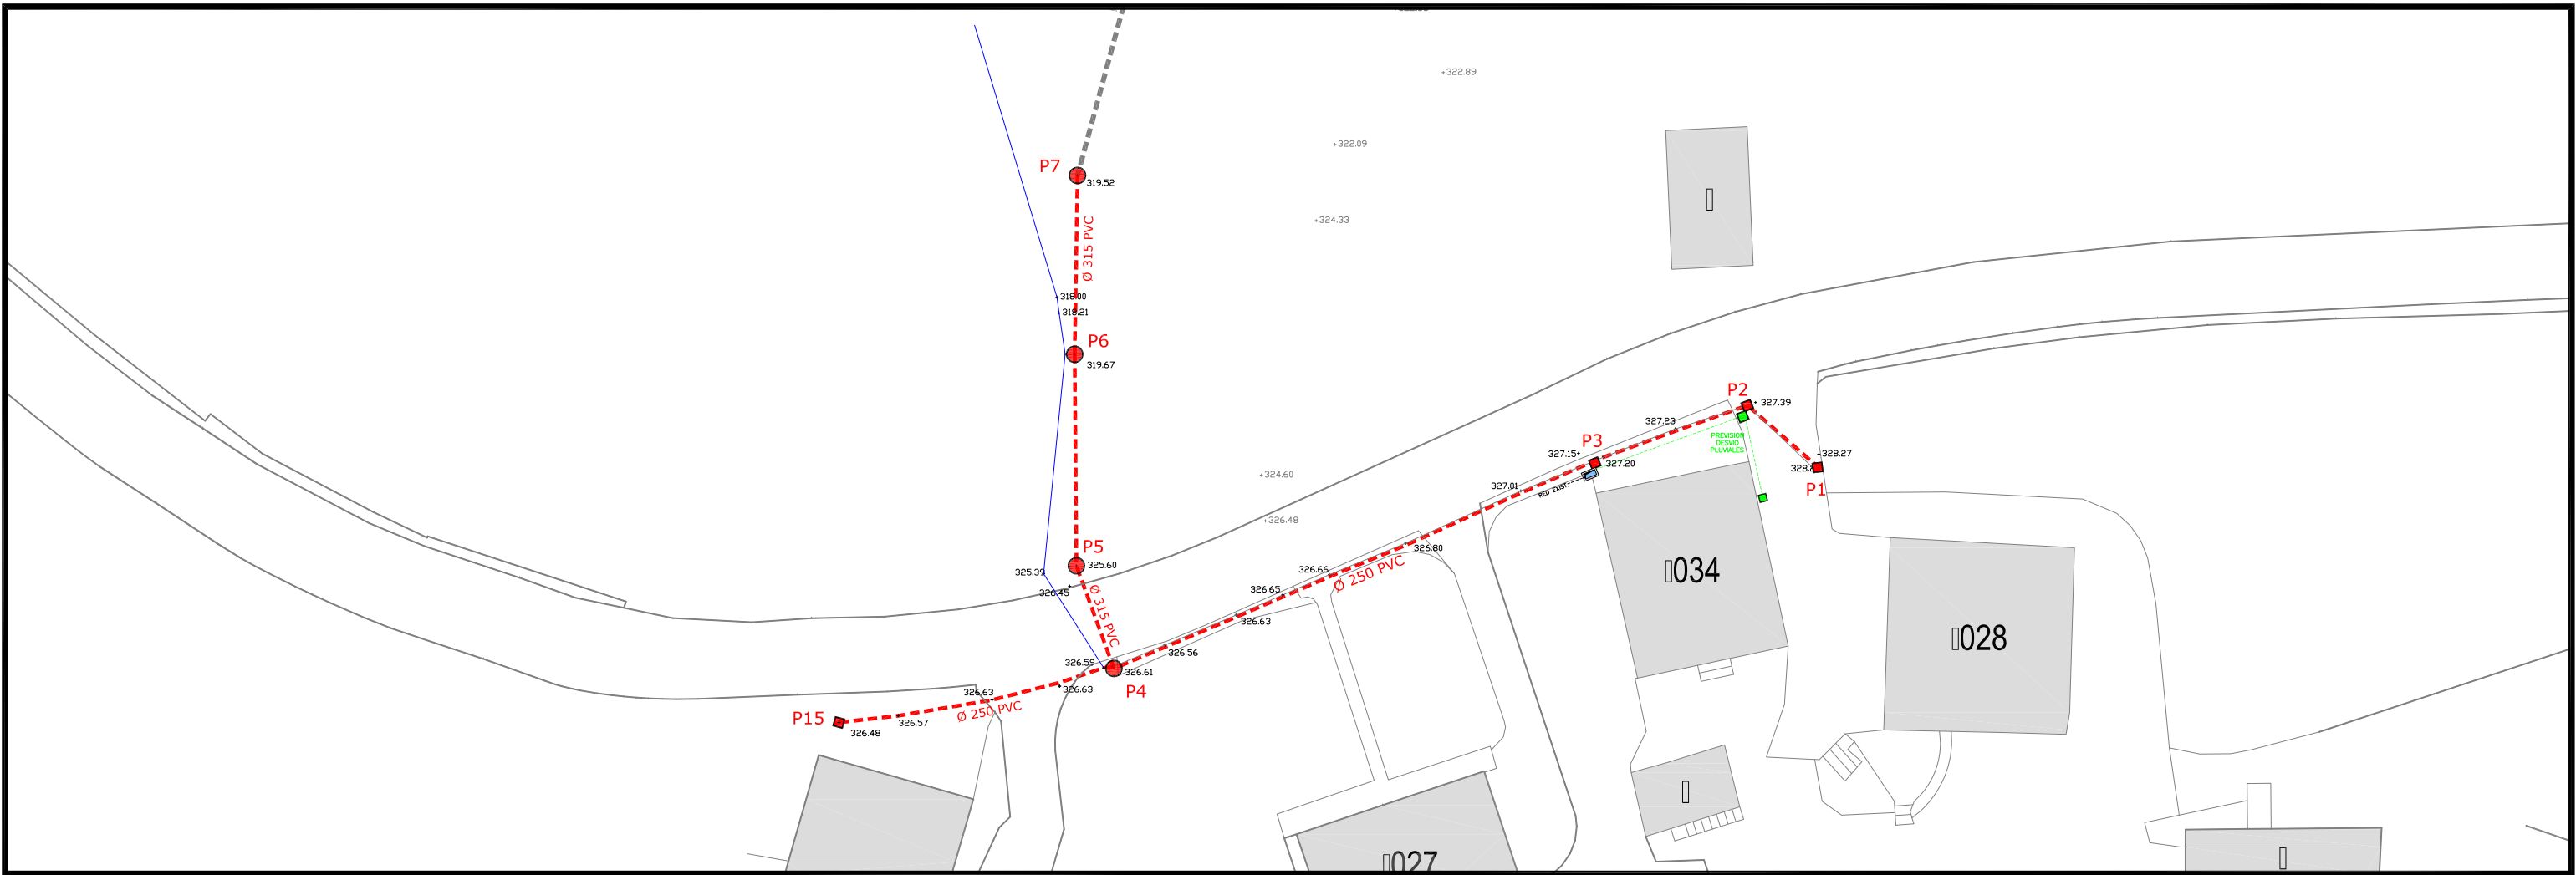 +322.89
+322.09
P7
319.52
+324.33
Ø 315 PVC
+318.00
+318.21
P6
319.67
P2
+ 327.39
327.23
PREVISION
DESVIO
PLUVIALES
P3
327.15+
327.20
+328.27
328.
P1
+324.60
327.01
RED EXIST.
+326.48
P5
325.60
325.39
326.45
326.80
326.66
Ø 250 PVC
326.65
034
Ø 315 PVC
326.63
028
326.56
326.59
326.61
P4
326.63
+326.63
Ø 250 PVC
P15
326.57
326.48
027